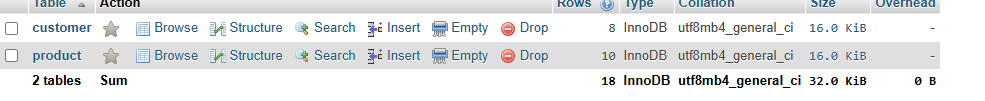 Table Action Rows Type Collation Size Overhead
customer Browse Structure Search Insert Empty Drop 8 InnoDB utf8mb4_general_ci 16.0 KiB -
product Browse Structure Search Insert Empty Drop 10 InnoDB utf8mb4_general_ci 16.0 KiB -
2 tables Sum 18 InnoDB utf8mb4_general_ci 32.0 KiB 0 B